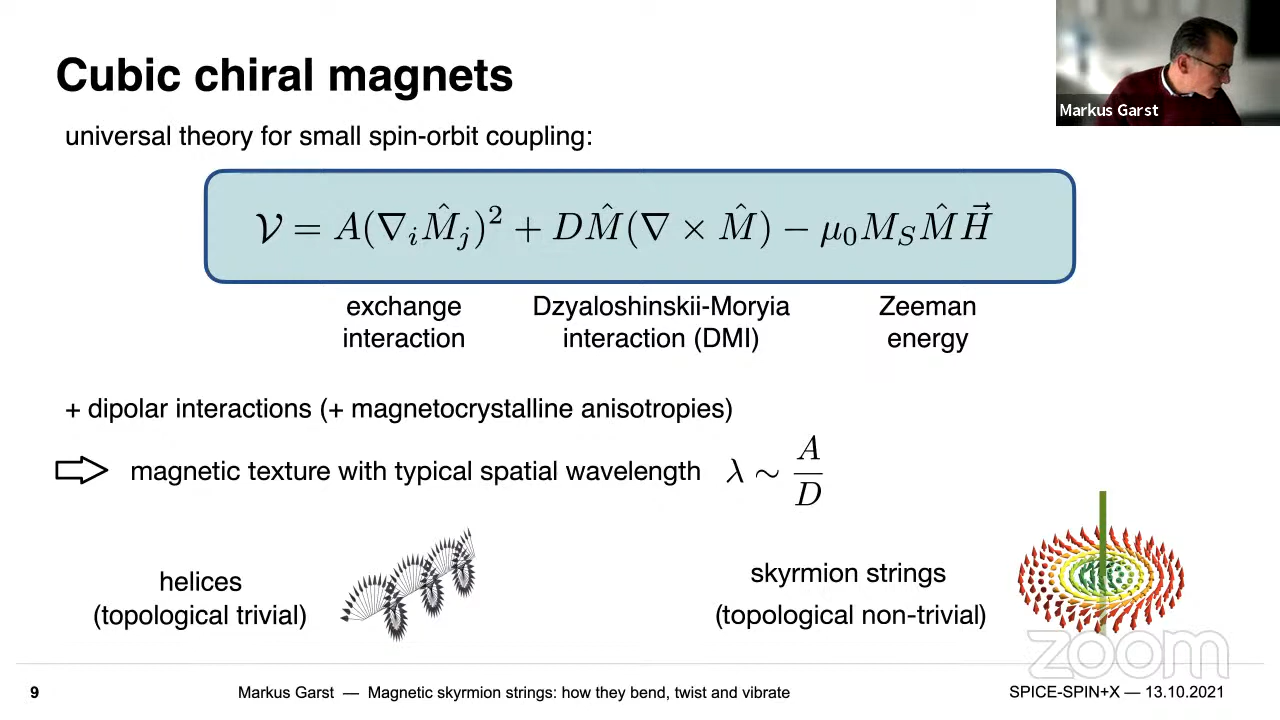 Cubic chiral magnets
Markus Garst
universal theory for small spin-orbit coupling:
𝒱 = A(∇ᵢM̂ⱼ)² + DM̂(∇ × M̂) − μ₀M_S M̂H⃗
exchange interaction
Dzyaloshinskii-Moryia interaction (DMI)
Zeeman energy
+ dipolar interactions (+ magnetocrystalline anisotropies)
magnetic texture with typical spatial wavelength λ ∼ A/D
helices
(topological trivial)
skyrmion strings
(topological non-trivial)
zoom
9 Markus Garst — Magnetic skyrmion strings: how they bend, twist and vibrate SPICE-SPIN+X — 13.10.2021